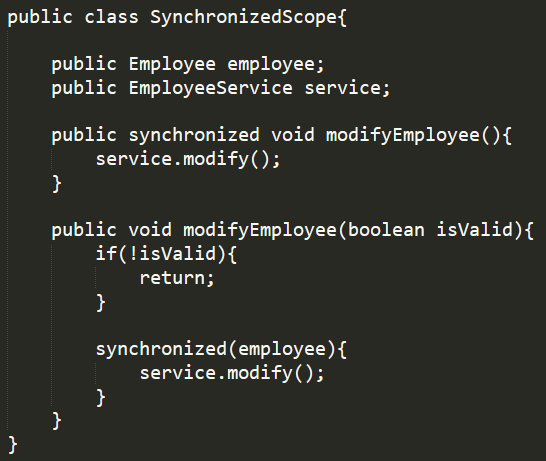 public class SynchronizedScope{
public Employee employee;
public EmployeeService service;
public synchronized void modifyEmployee(){
service.modify();
}
public void modifyEmployee(boolean isValid){
if(!isValid){
return;
}
synchronized(employee){
service.modify();
}
}
}